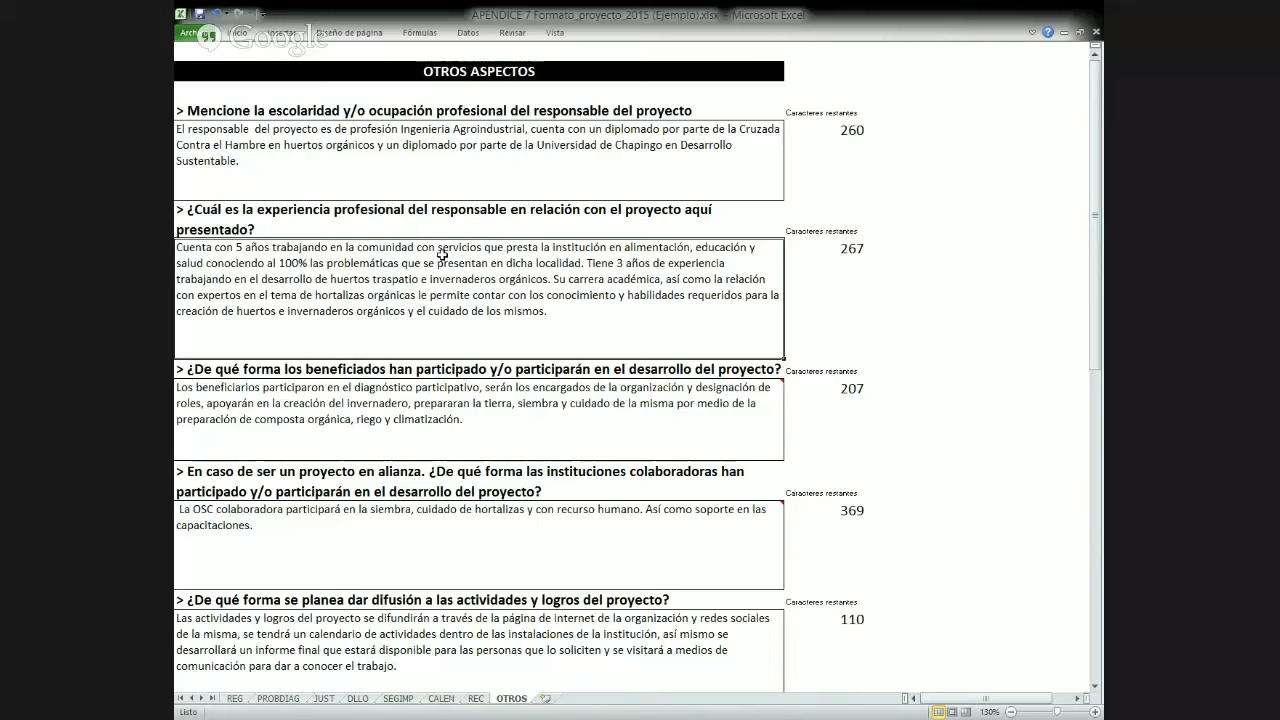 APENDICE 7 Formato_proyecto_2015 (Ejemplo).xlsx - Microsoft Excel
Archivo Inicio Insertar Diseño de página Fórmulas Datos Revisar Vista
Google
OTROS ASPECTOS
> Mencione la escolaridad y/o ocupación profesional del responsable del proyecto
Caracteres restantes
El responsable del proyecto es de profesión Ingenieria Agroindustrial, cuenta con un diplomado por parte de la Cruzada
260
Contra el Hambre en huertos orgánicos y un diplomado por parte de la Universidad de Chapingo en Desarrollo
Sustentable.
> ¿Cuál es la experiencia profesional del responsable en relación con el proyecto aquí
presentado?
Caracteres restantes
Cuenta con 5 años trabajando en la comunidad con servicios que presta la institución en alimentación, educación y
267
salud conociendo al 100% las problemáticas que se presentan en dicha localidad. Tiene 3 años de experiencia
trabajando en el desarrollo de huertos traspatio e invernaderos orgánicos. Su carrera académica, así como la relación
con expertos en el tema de hortalizas orgánicas le permite contar con los conocimiento y habilidades requeridos para la
creación de huertos e invernaderos orgánicos y el cuidado de los mismos.
> ¿De qué forma los beneficiados han participado y/o participarán en el desarrollo del proyecto?
Caracteres restantes
Los beneficiarios participaron en el diagnóstico participativo, serán los encargados de la organización y designación de
207
roles, apoyarán en la creación del invernadero, prepararan la tierra, siembra y cuidado de la misma por medio de la
preparación de composta orgánica, riego y climatización.
> En caso de ser un proyecto en alianza. ¿De qué forma las instituciones colaboradoras han
participado y/o participarán en el desarrollo del proyecto?
Caracteres restantes
La OSC colaboradora participará en la siembra, cuidado de hortalizas y con recurso humano. Así como soporte en las
369
capacitaciones.
> ¿De qué forma se planea dar difusión a las actividades y logros del proyecto?
Caracteres restantes
Las actividades y logros del proyecto se difundirán a través de la página de internet de la organización y redes sociales
110
de la misma, se tendrá un calendario de actividades dentro de las instalaciones de la institución, así mismo se
desarrollará un informe final que estará disponible para las personas que lo soliciten y se visitará a medios de
comunicación para dar a conocer el trabajo.
REG PROBDIAG JUST DLLO SEGIMP CALEN REC OTROS
Listo
130%